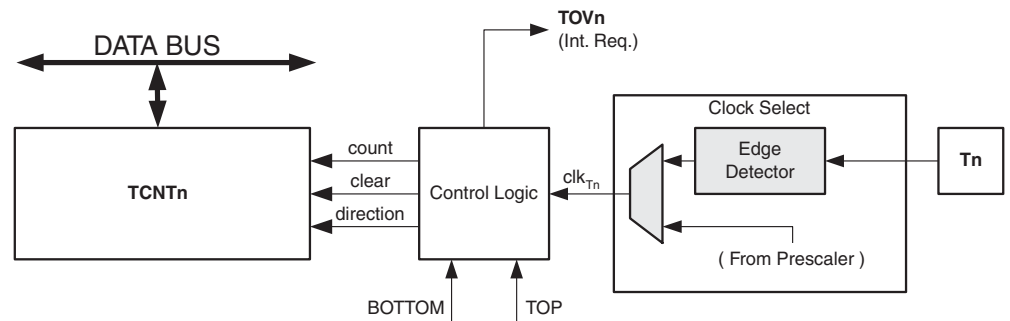 TOVn
(Int. Req.)
DATA BUS
Clock Select
count
Edge
Detector
Tn
TCNTn
clear
Control Logic
clkTn
direction
( From Prescaler )
BOTTOM
TOP